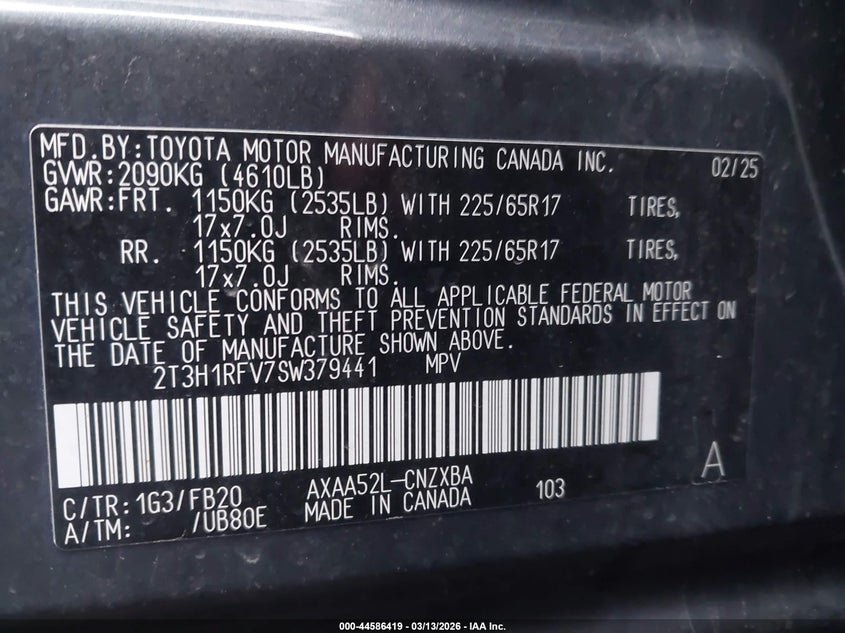 MFD.BY:TOYOTA MOTOR MANUFACTURING CANADA INC. 02/25
GVWR:2090KG (4610LB)
GAWR:FRT. 1150KG (2535LB) WITH 225/65R17 TIRES,
17x7.0J RIMS.
RR. 1150KG (2535LB) WITH 225/65R17 TIRES,
17x7.0J RIMS.
THIS VEHICLE CONFORMS TO ALL APPLICABLE FEDERAL MOTOR
VEHICLE SAFETY AND THEFT PREVENTION STANDARDS IN EFFECT ON
THE DATE OF MANUFACTURE SHOWN ABOVE.
2T3H1RFV7SW379441 MPV
A
C/TR:1G3/FB20 AXAA52L-CNZXBA 103
A/TM: /UB80E MADE IN CANADA
000-44586419 - 03/13/2026 - IAA Inc.